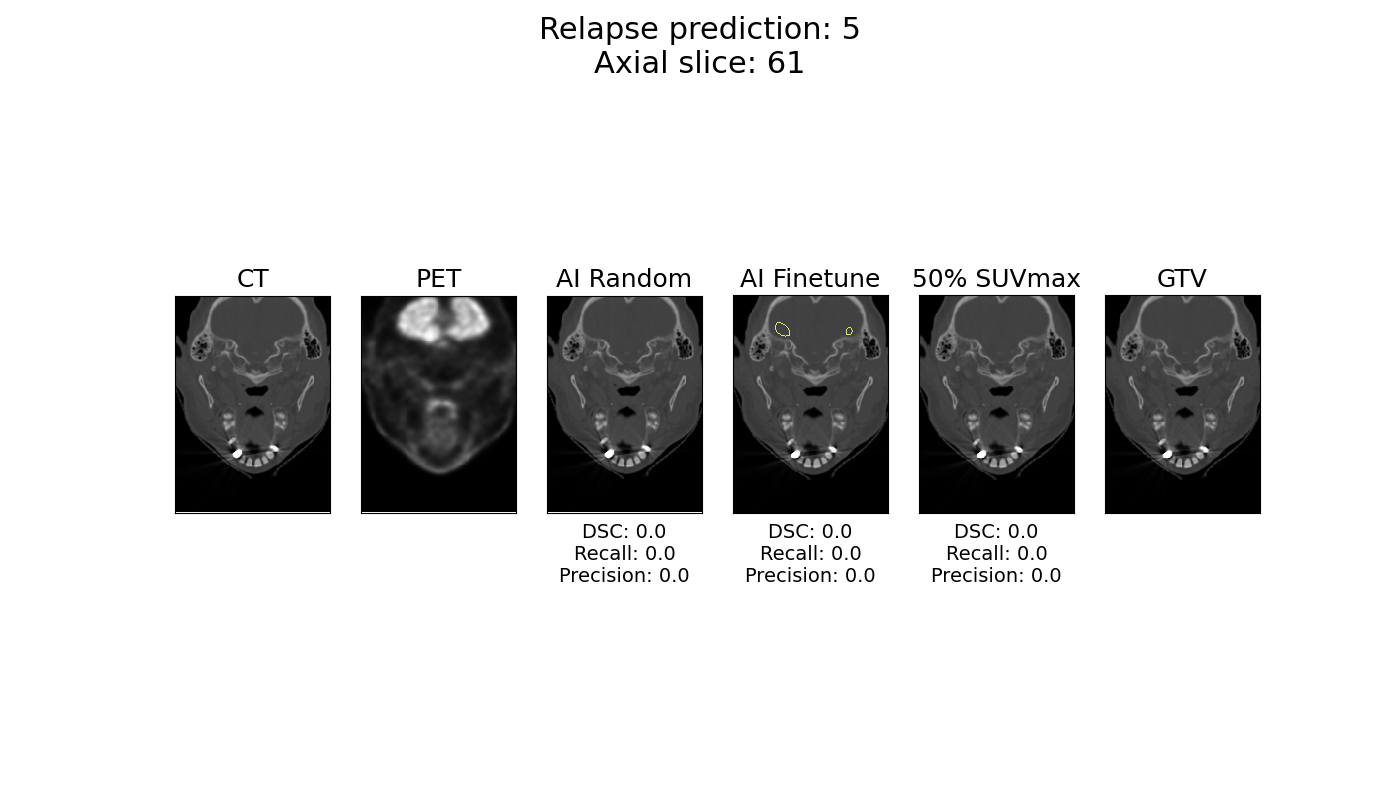 Relapse prediction: 5
Axial slice: 61
CT
PET
AI Random
AI Finetune
50% SUVmax
GTV
DSC: 0.0
Recall: 0.0
Precision: 0.0
DSC: 0.0
Recall: 0.0
Precision: 0.0
DSC: 0.0
Recall: 0.0
Precision: 0.0